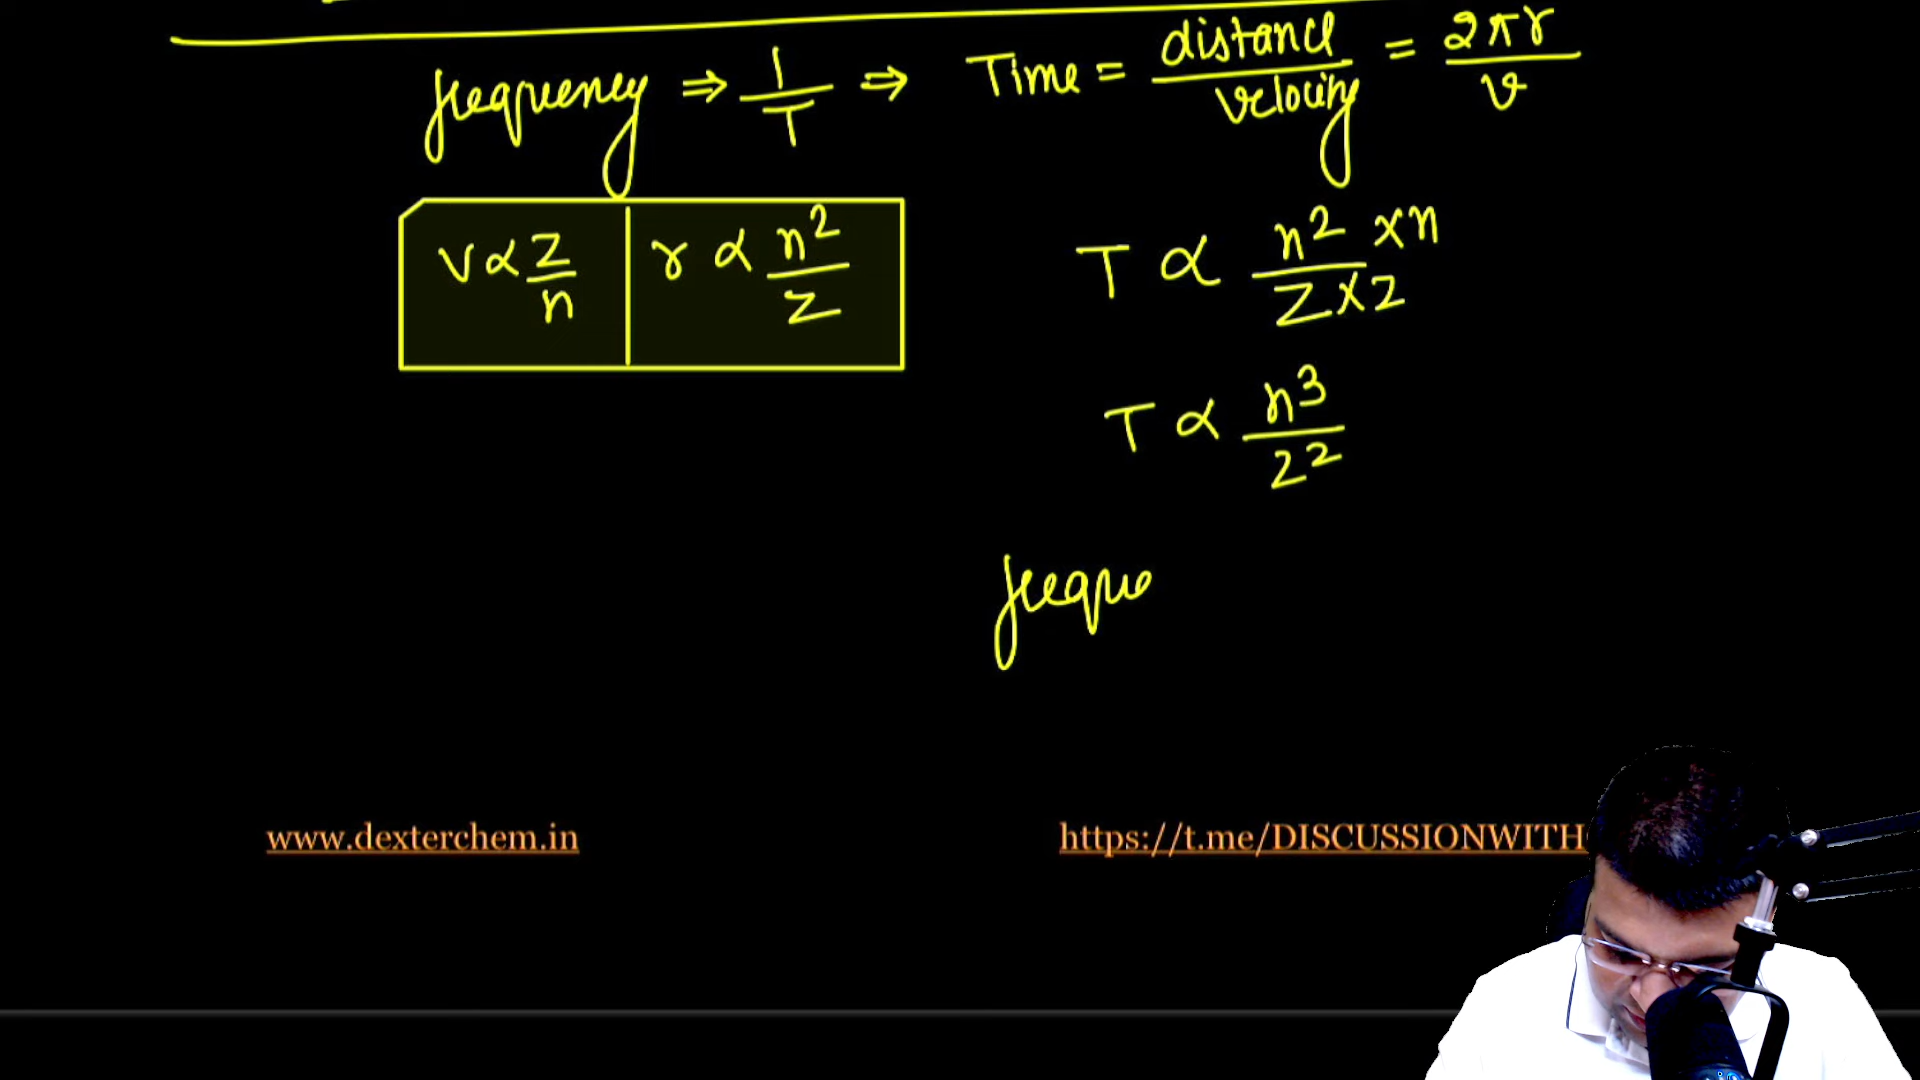 frequency ⇒ 1/T ⇒ Time = distance/velocity = 2πr/v
v ∝ Z/n | r ∝ n²/Z
T ∝ n² × n / Z × Z
T ∝ n³/Z²
freque
www.dexterchem.in
https://t.me/DISCUSSIONWITH